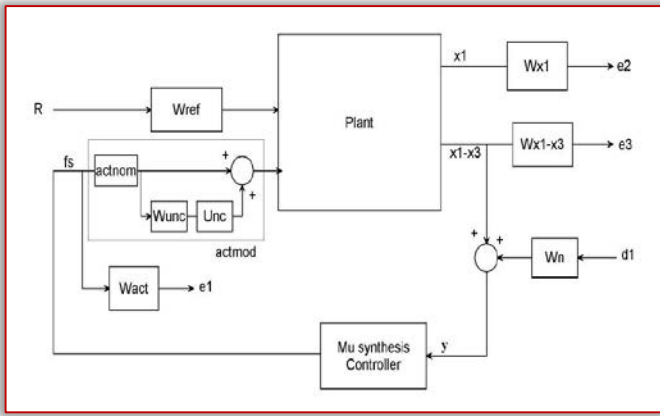 x1
Wx1
e2
R
Wref
Plant
fs
actnom
+
+
x1-x3
Wx1-x3
e3
Wunc
Unc
actmod
+
+
Wn
d1
Wact
e1
Mu synthesis
Controller
y